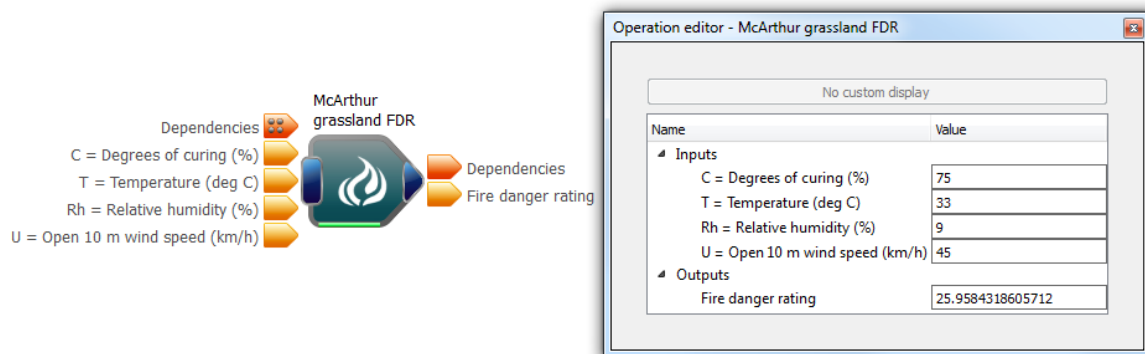 McArthur
grassland FDR
Dependencies
C = Degrees of curing (%)
T = Temperature (deg C)
Rh = Relative humidity (%)
U = Open 10 m wind speed (km/h)
Dependencies
Fire danger rating
Operation editor - McArthur grassland FDR
No custom display
Name Value
Inputs
C = Degrees of curing (%) 75
T = Temperature (deg C) 33
Rh = Relative humidity (%) 9
U = Open 10 m wind speed (km/h) 45
Outputs
Fire danger rating 25.9584318605712